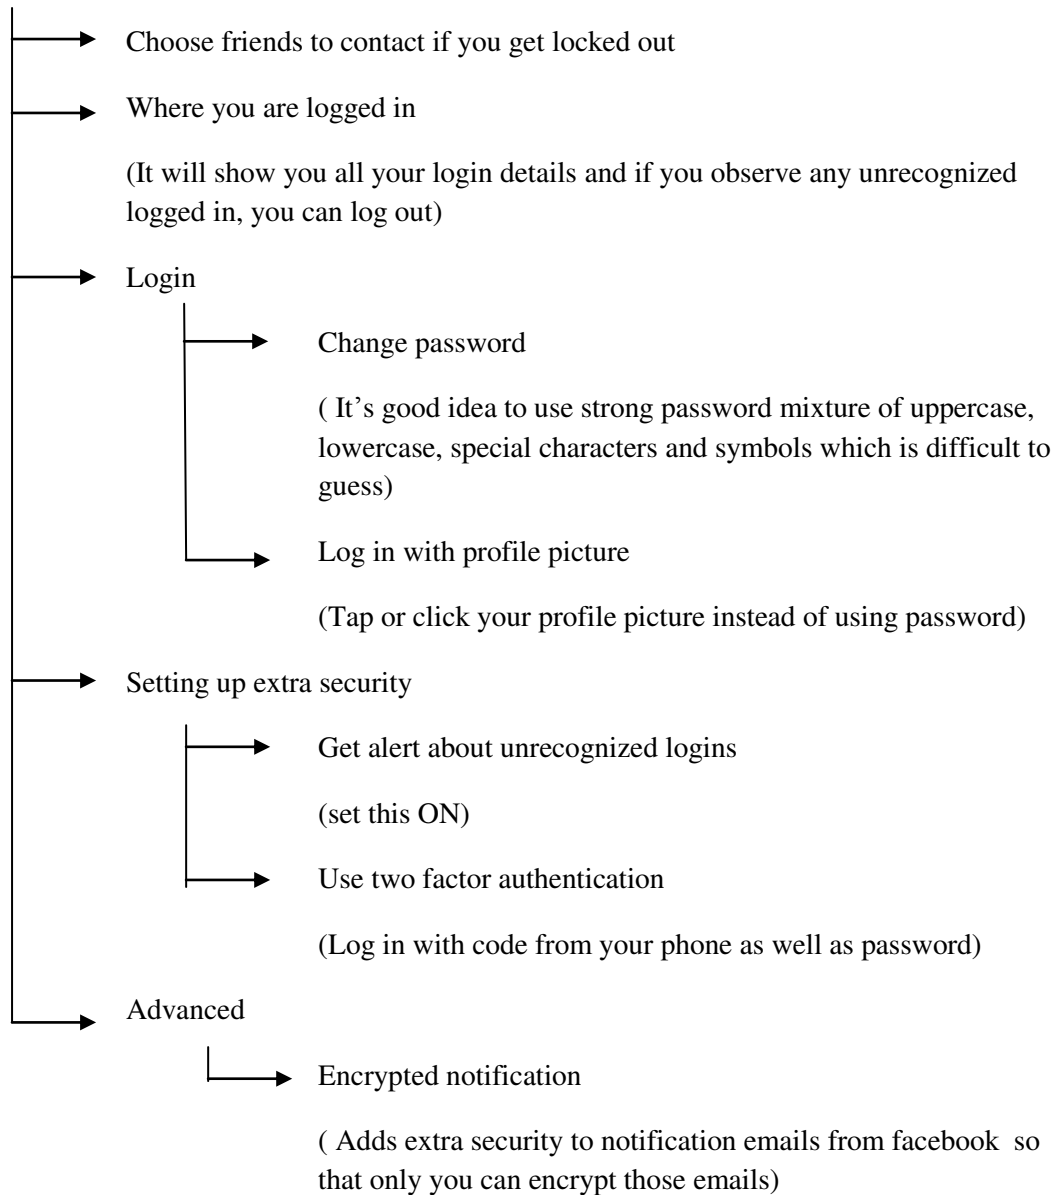 Choose friends to contact if you get locked out
Where you are logged in
(It will show you all your login details and if you observe any unrecognized
logged in, you can log out)
Login
Change password
( It’s good idea to use strong password mixture of uppercase,
lowercase, special characters and symbols which is difficult to
guess)
Log in with profile picture
(Tap or click your profile picture instead of using password)
Setting up extra security
Get alert about unrecognized logins
(set this ON)
Use two factor authentication
(Log in with code from your phone as well as password)
Advanced
Encrypted notification
( Adds extra security to notification emails from facebook  so
that only you can encrypt those emails)